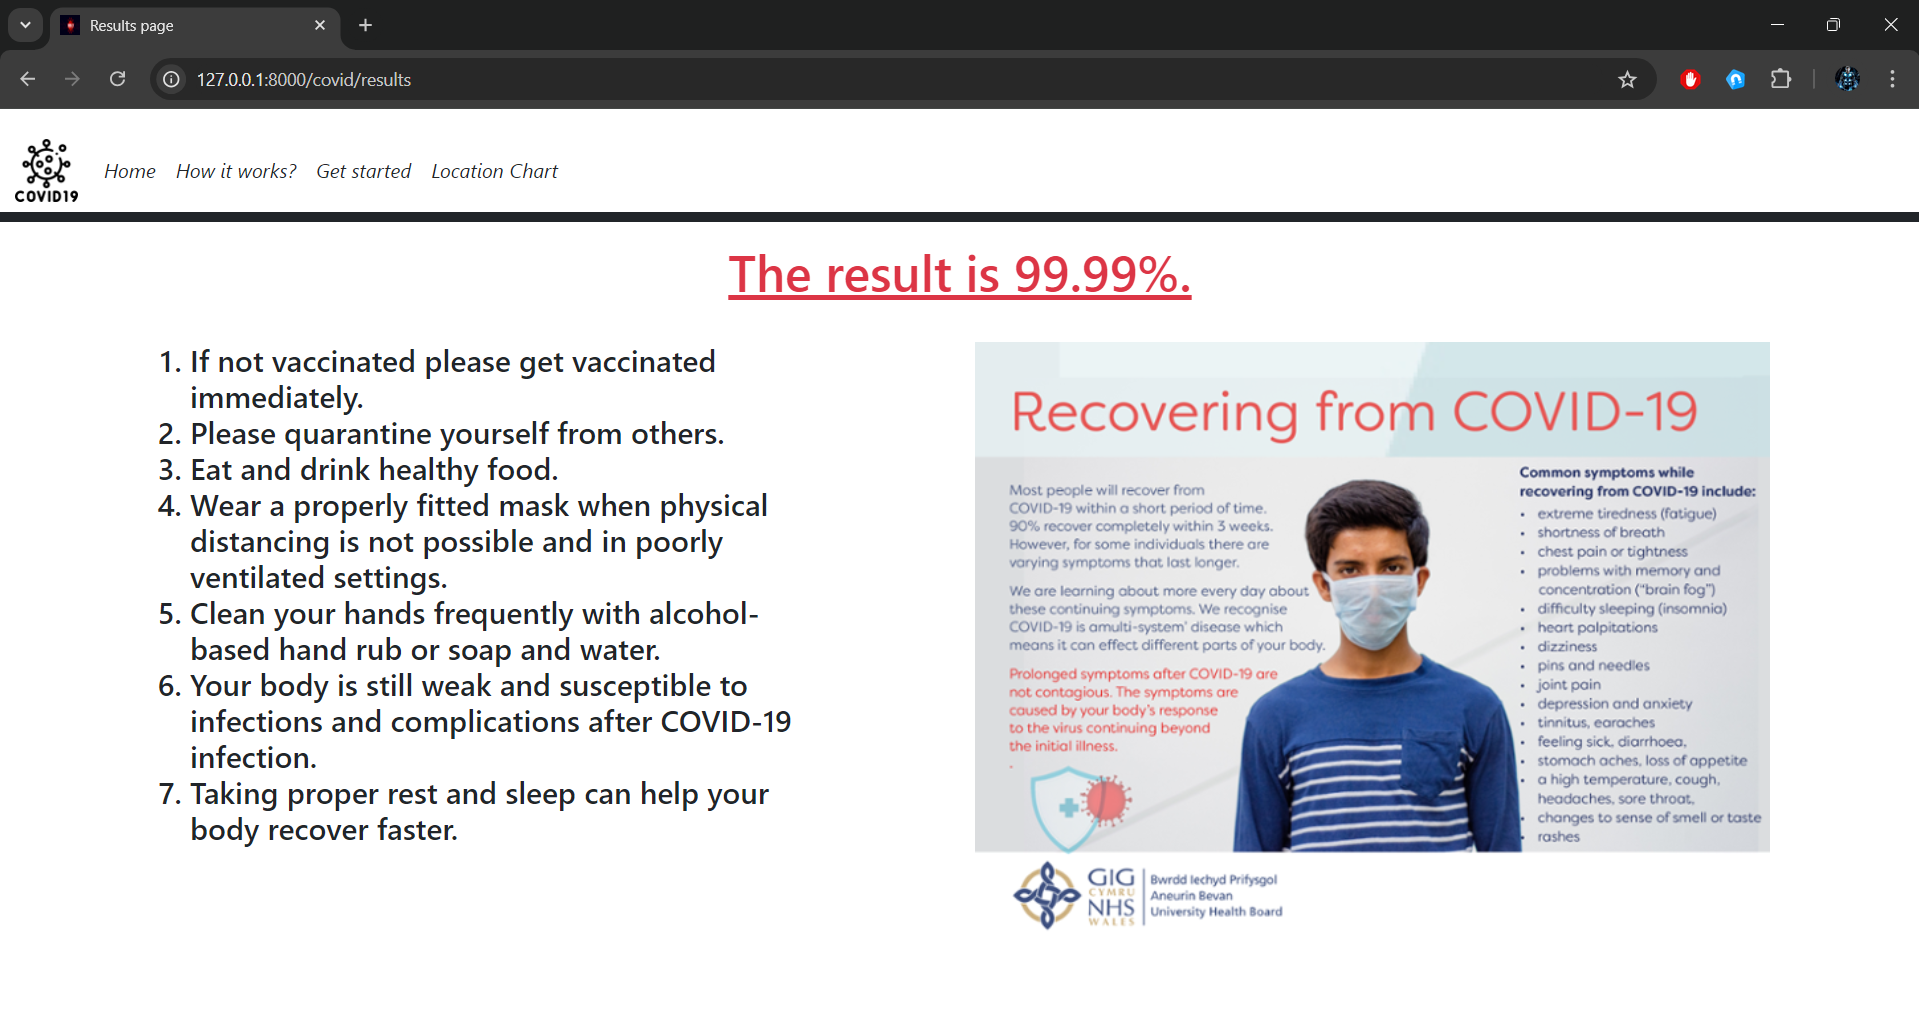 Results page
127.0.0.1:8000/covid/results
COVID19
Home How it works? Get started Location Chart
The result is 99.99%.
1. If not vaccinated please get vaccinated
immediately.
2. Please quarantine yourself from others.
3. Eat and drink healthy food.
4. Wear a properly fitted mask when physical
distancing is not possible and in poorly
ventilated settings.
5. Clean your hands frequently with alcohol-
based hand rub or soap and water.
6. Your body is still weak and susceptible to
infections and complications after COVID-19
infection.
7. Taking proper rest and sleep can help your
body recover faster.
Recovering from COVID-19
Most people will recover from
COVID-19 within a short period of time.
90% recover completely within 3 weeks.
However, for some individuals there are
varying symptoms that last longer.
We are learning about more every day about
these continuing symptoms. We recognise
COVID-19 is amulti-system' disease which
means it can effect different parts of your body.
Prolonged symptoms after COVID-19 are
not contagious. The symptoms are
caused by your body's response
to the virus continuing beyond
the initial illness.
.
Common symptoms while
recovering from COVID-19 include:
• extreme tiredness (fatigue)
• shortness of breath
• chest pain or tightness
• problems with memory and
concentration ("brain fog")
• difficulty sleeping (insomnia)
• heart palpitations
• dizziness
• pins and needles
• joint pain
• depression and anxiety
• tinnitus, earaches
• feeling sick, diarrhoea,
• stomach aches, loss of appetite
• a high temperature, cough,
headaches, sore throat,
• changes to sense of smell or taste
• rashes
GIG
CYMRU
NHS
WALES
Bwrdd Iechyd Prifysgol
Aneurin Bevan
University Health Board